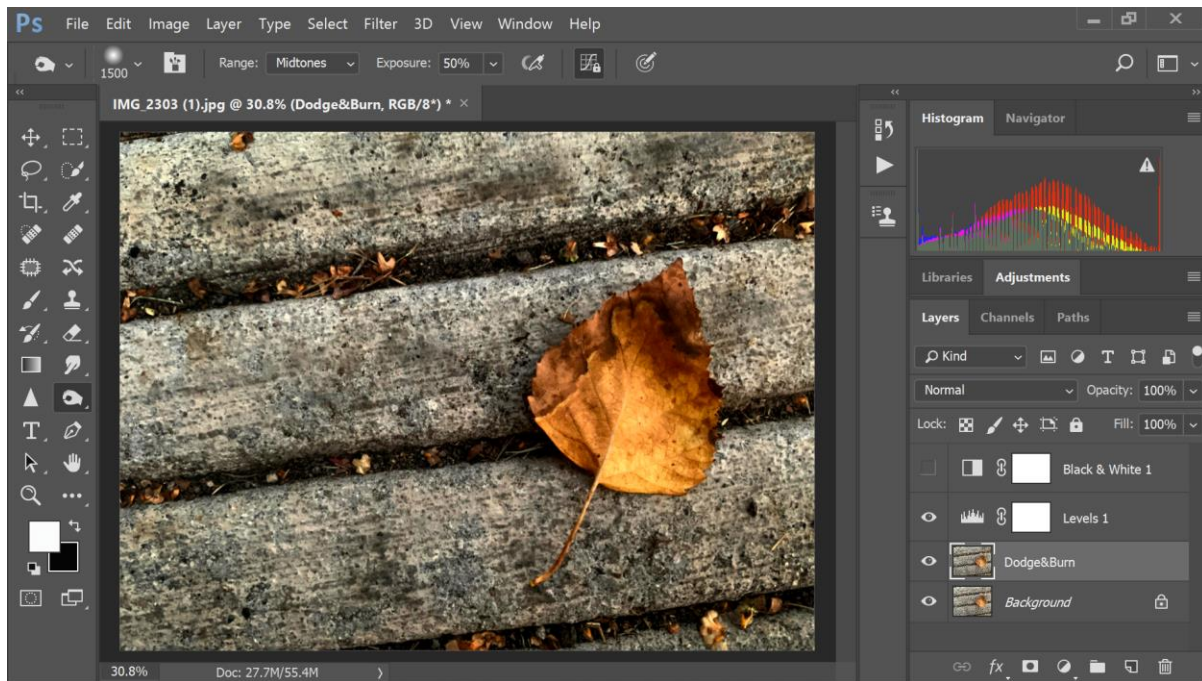 Ps File Edit Image Layer Type Select Filter 3D View Window Help
1500 Range: Midtones Exposure: 50%
IMG_2303 (1).jpg @ 30.8% (Dodge&Burn, RGB/8*) * ×
Histogram Navigator
Libraries Adjustments
Layers Channels Paths
Kind
Normal Opacity: 100%
Lock: Fill: 100%
Black & White 1
Levels 1
Dodge&Burn
Background
30.8% Doc: 27.7M/55.4M
fx